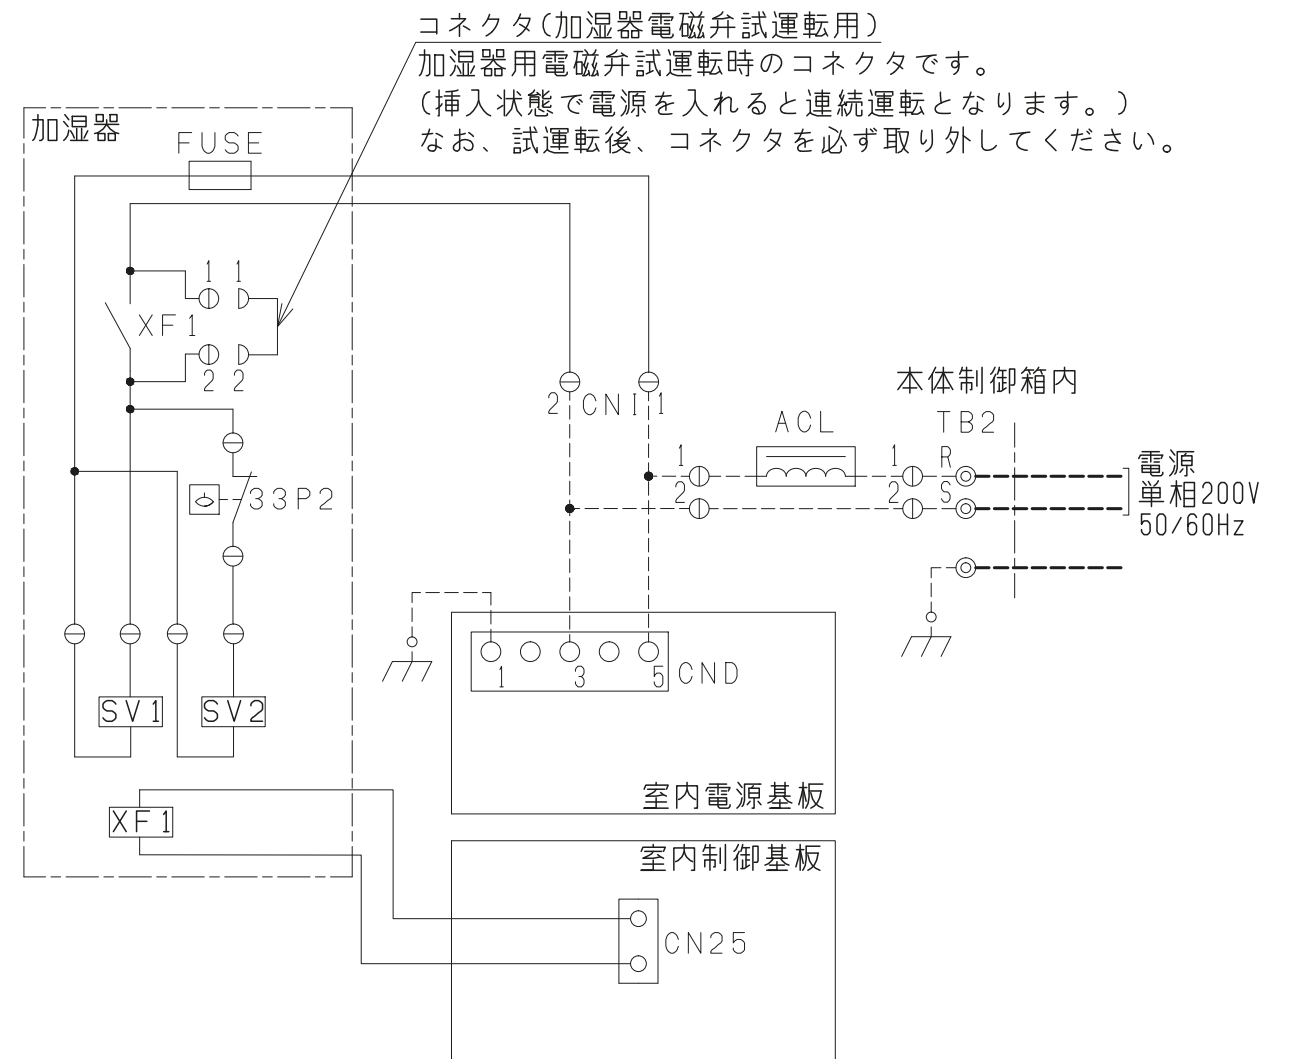 コネクタ(加湿器電磁弁試運転用)
加湿器用電磁弁試運転時のコネクタです。
(挿入状態で電源を入れると連続運転となります。)
なお、試運転後、コネクタを必ず取り外してください。
加湿器
FUSE
1 1
XF1
2 2
33P2
SV1
SV2
XF1
2 CNI 1
本体制御箱内
ACL
TB2
1
1
R
2
2
S
電源
単相200V
50/60Hz
1
3
5
CND
室内電源基板
室内制御基板
CN25